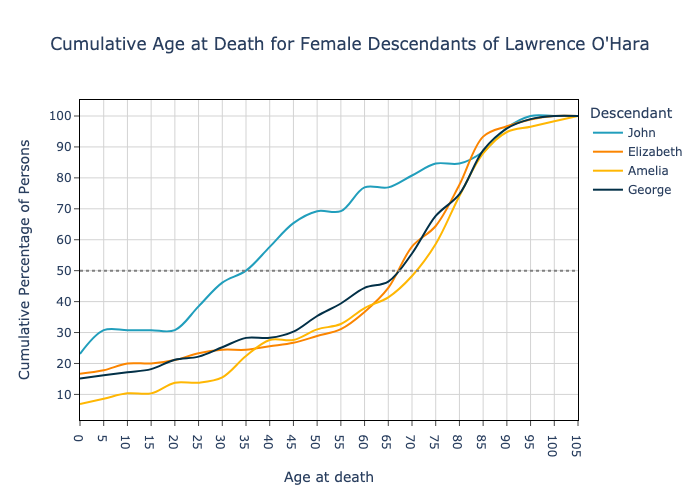 Cumulative Age at Death for Female Descendants of Lawrence O'Hara
Cumulative Percentage of Persons
100
90
80
70
60
50
40
30
20
10
0 5 10 15 20 25 30 35 40 45 50 55 60 65 70 75 80 85 90 95 100 105
Age at death
Descendant
John
Elizabeth
Amelia
George